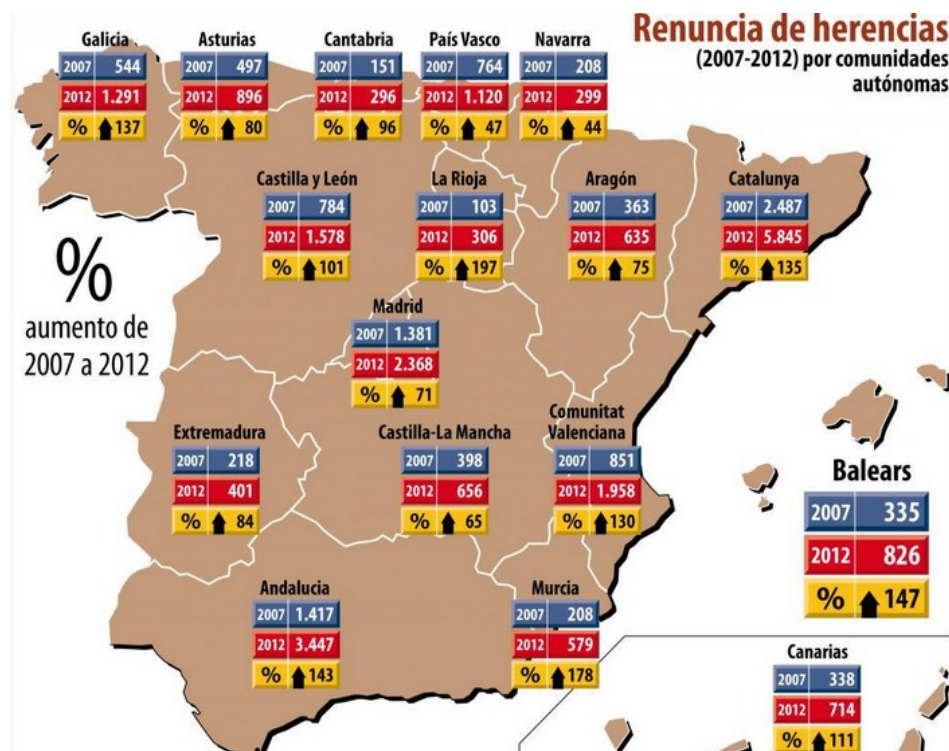 Renuncia de herencias
(2007-2012) por comunidades
autónomas
Galicia
2007 544
2012 1.291
% 137
Asturias
2007 497
2012 896
% 80
Cantabria
2007 151
2012 296
% 96
País Vasco
2007 764
2012 1.120
% 47
Navarra
2007 208
2012 299
% 44
Castilla y León
2007 784
2012 1.578
% 101
La Rioja
2007 103
2012 306
% 197
Aragón
2007 363
2012 635
% 75
Catalunya
2007 2.487
2012 5.845
% 135
%
aumento de
2007 a 2012
Madrid
2007 1.381
2012 2.368
% 71
Extremadura
2007 218
2012 401
% 84
Castilla-La Mancha
2007 398
2012 656
% 65
Comunitat
Valenciana
2007 851
2012 1.958
% 130
Balears
2007 335
2012 826
% 147
Andalucia
2007 1.417
2012 3.447
% 143
Murcia
2007 208
2012 579
% 178
Canarias
2007 338
2012 714
% 111